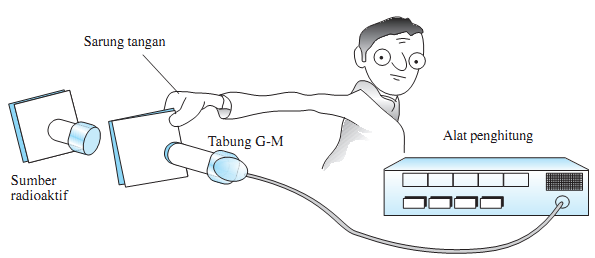 Sarung tangan
Tabung G-M
Alat penghitung
Sumber
radioaktif